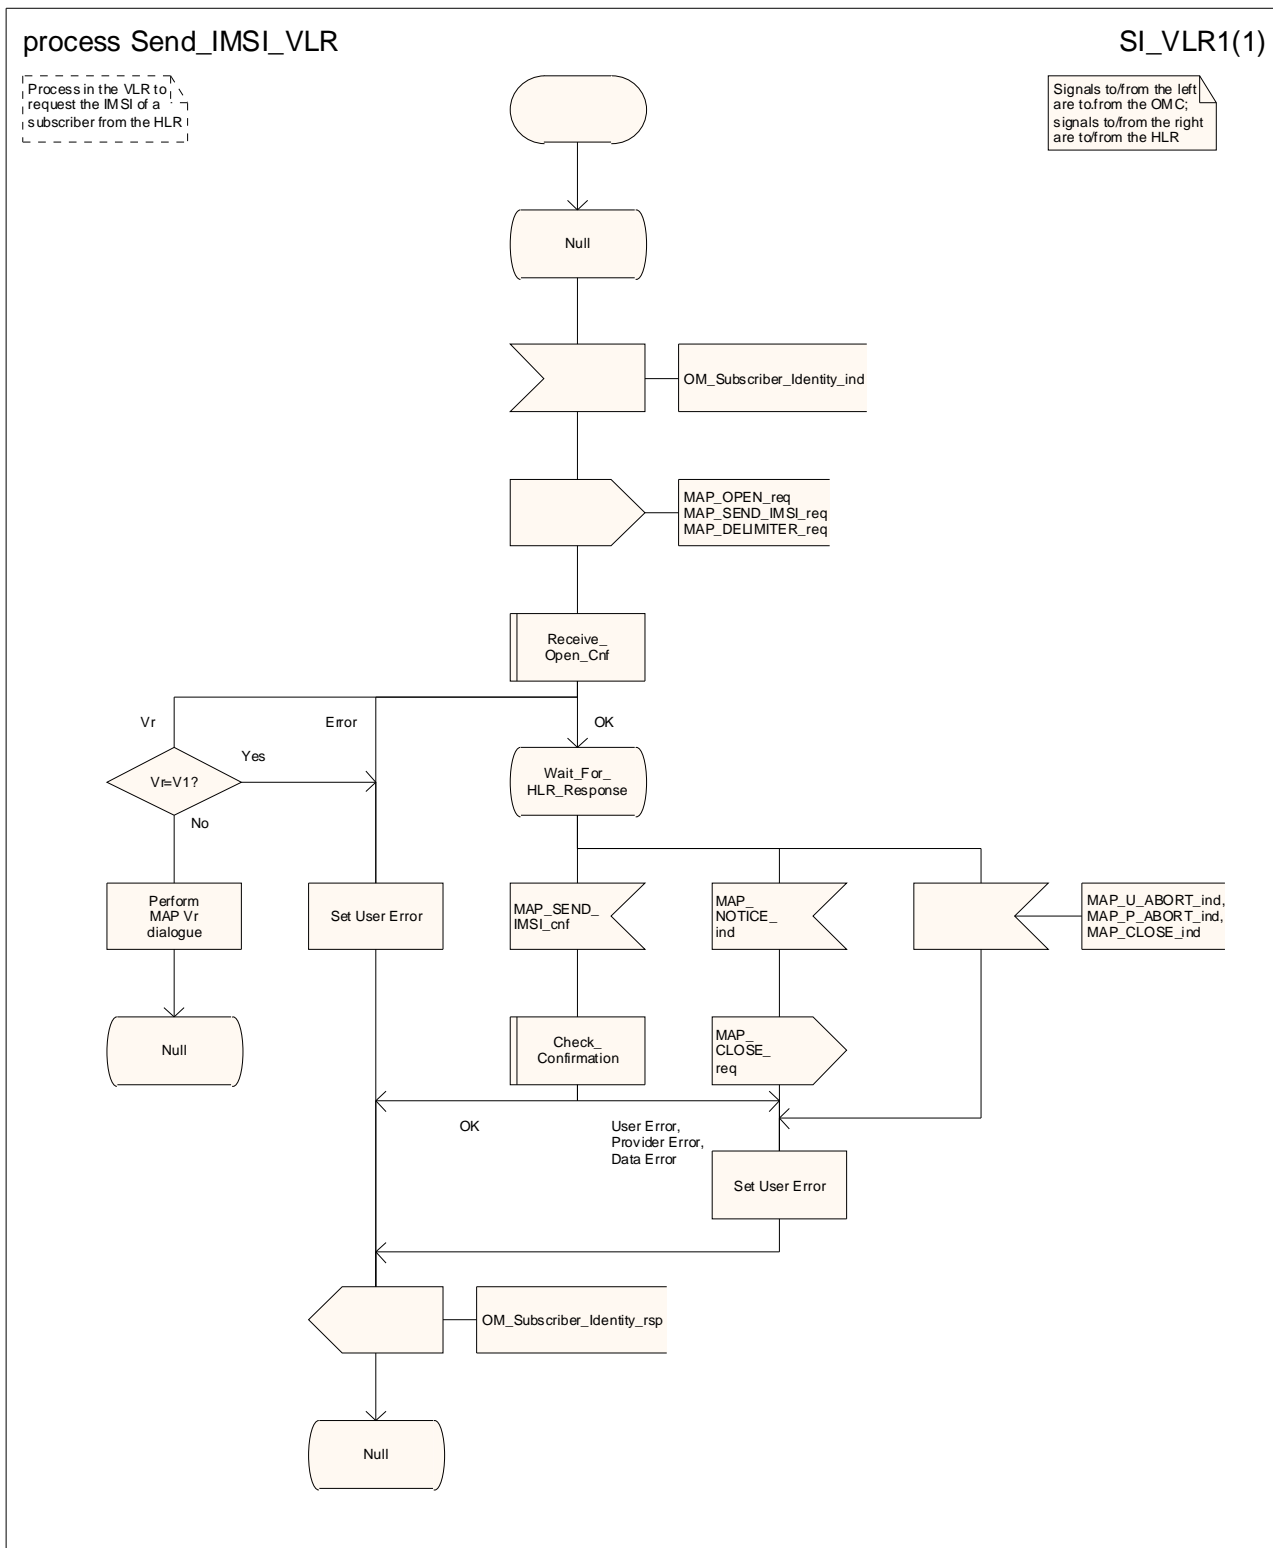 process Send_IMSI_VLR
SI_VLR1(1)
Process in the VLR to
request the IMSI of a
subscriber from the HLR
Signals to/from the left
are to.from the OMC;
signals to/from the right
are to/from the HLR
Null
OM_Subscriber_Identity_ind
MAP_OPEN_req
MAP_SEND_IMSI_req
MAP_DELIMITER_req
Receive_
Open_Cnf
Vr
Error
OK
Yes
Vr=V1?
Wait_For_
HLR_Response
No
Perform
MAP Vr
dialogue
Set User Error
MAP_SEND_
IMSI_cnf
MAP_
NOTICE_
ind
MAP_U_ABORT_ind,
MAP_P_ABORT_ind,
MAP_CLOSE_ind
Null
Check_
Confirmation
MAP_
CLOSE_
req
OK
User Error,
Provider Error,
Data Error
Set User Error
OM_Subscriber_Identity_rsp
Null